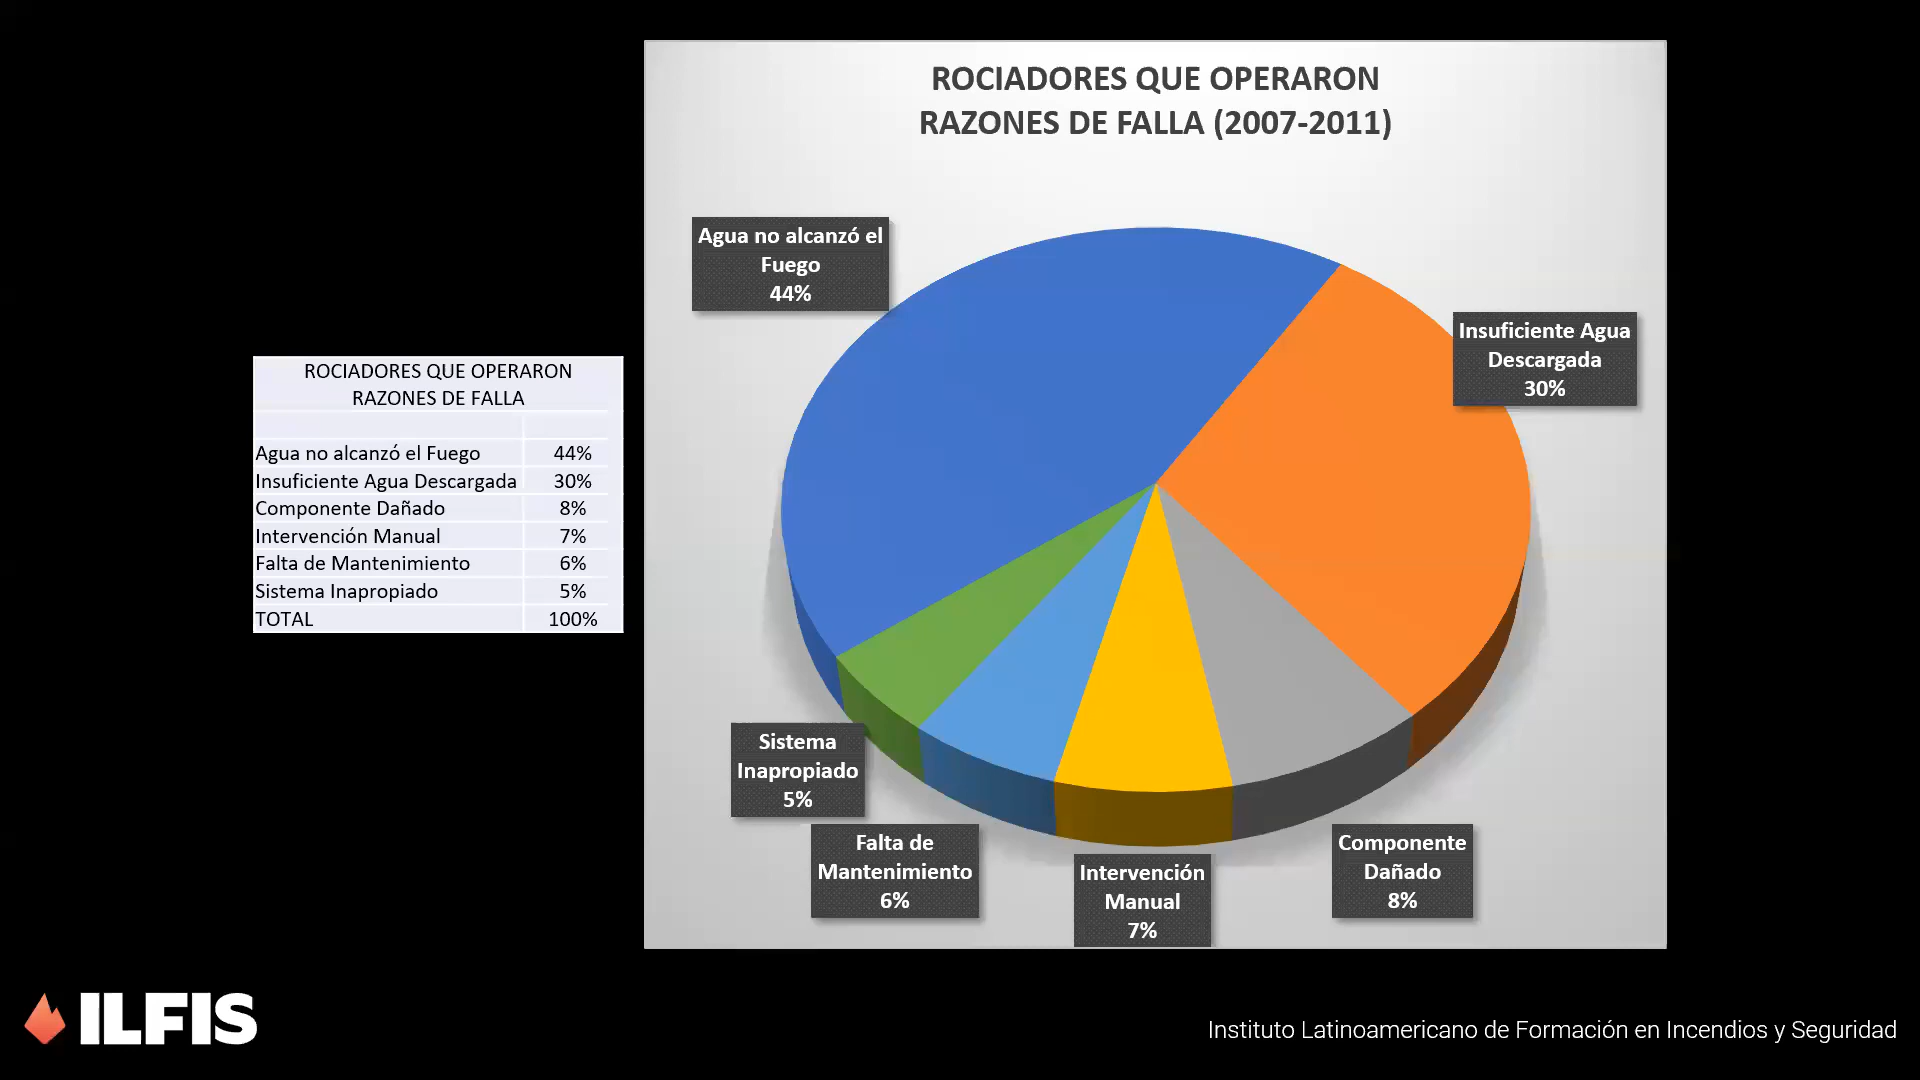 ROCIADORES QUE OPERARON
RAZONES DE FALLA (2007-2011)
Agua no alcanzó el
Fuego
44%
Insuficiente Agua
Descargada
30%
Sistema
Inapropiado
5%
Falta de
Mantenimiento
6%
Intervención
Manual
7%
Componente
Dañado
8%
ROCIADORES QUE OPERARON
RAZONES DE FALLA
Agua no alcanzó el Fuego 44%
Insuficiente Agua Descargada 30%
Componente Dañado 8%
Intervención Manual 7%
Falta de Mantenimiento 6%
Sistema Inapropiado 5%
TOTAL 100%
ILFIS
Instituto Latinoamericano de Formación en Incendios y Seguridad